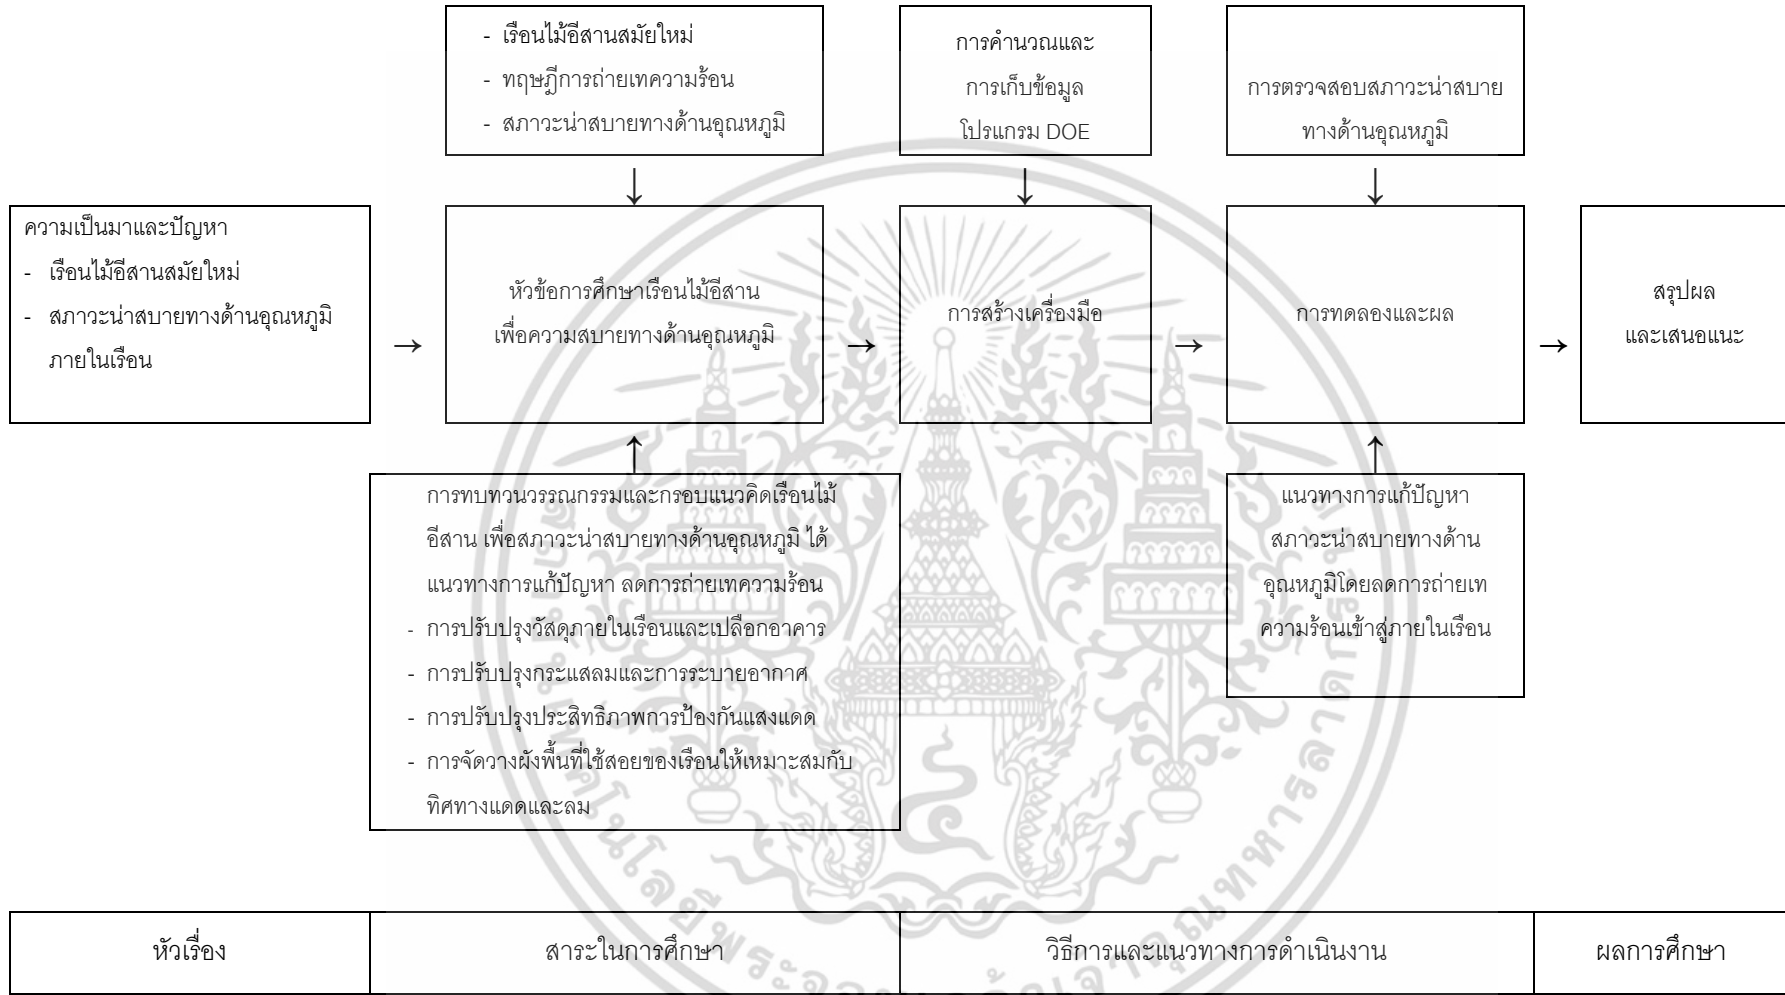 - เรือนไม้อีสานสมัยใหม่
- ทฤษฎีการถ่ายเทความร้อน
- สภาวะน่าสบายทางด้านอุณหภูมิ
การคำนวณและ
การเก็บข้อมูล
โปรแกรม DOE
การตรวจสอบสภาวะน่าสบาย
ทางด้านอุณหภูมิ
ความเป็นมาและปัญหา
- เรือนไม้อีสานสมัยใหม่
- สภาวะน่าสบายทางด้านอุณหภูมิ
ภายในเรือน
หัวข้อการศึกษาเรือนไม้อีสาน
เพื่อความสบายทางด้านอุณหภูมิ
การสร้างเครื่องมือ
การทดลองและผล
สรุปผล
และเสนอแนะ
การทบทวนวรรณกรรมและกรอบแนวคิดเรือนไม้
อีสาน เพื่อสภาวะน่าสบายทางด้านอุณหภูมิ ได้
แนวทางการแก้ปัญหา ลดการถ่ายเทความร้อน
- การปรับปรุงวัสดุภายในเรือนและเปลือกอาคาร
- การปรับปรุงกระแสลมและการระบายอากาศ
- การปรับปรุงประสิทธิภาพการป้องกันแสงแดด
- การจัดวางผังพื้นที่ใช้สอยของเรือนให้เหมาะสมกับ
ทิศทางแดดและลม
แนวทางการแก้ปัญหา
สภาวะน่าสบายทางด้าน
อุณหภูมิโดยลดการถ่ายเท
ความร้อนเข้าสู่ภายในเรือน
หัวเรื่อง
สาระในการศึกษา
วิธีการและแนวทางการดำเนินงาน
ผลการศึกษา